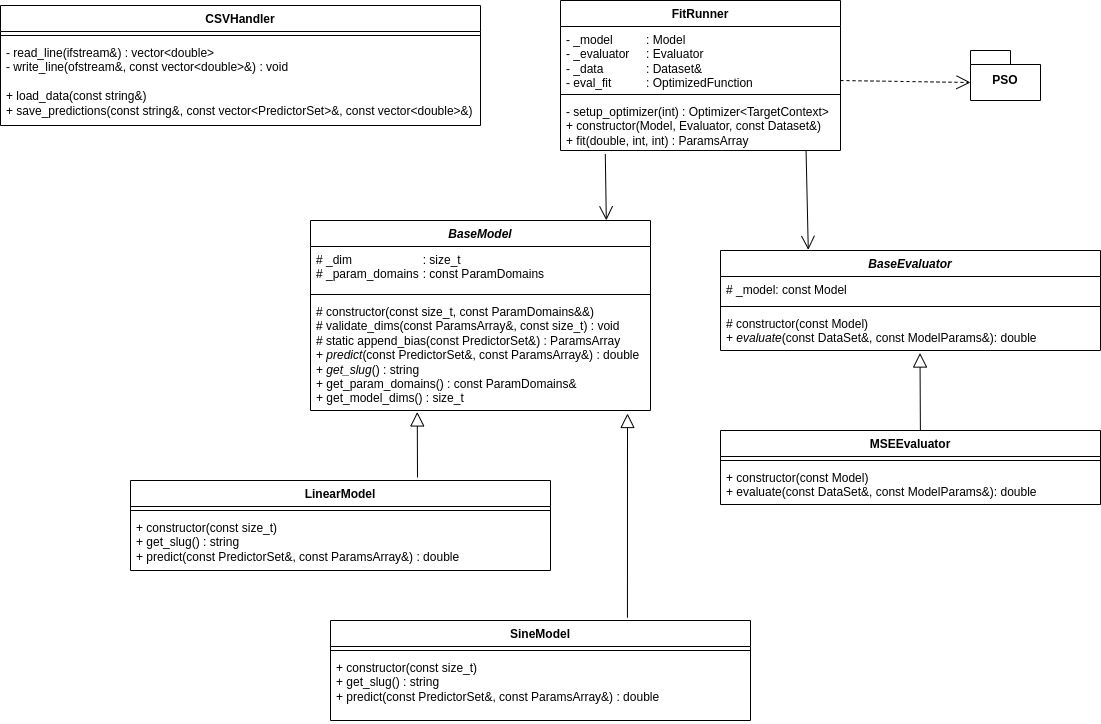 CSVHandler
- read_line(ifstream&) : vector<double>
- write_line(ofstream&, const vector<double>&) : void
+ load_data(const string&)
+ save_predictions(const string&, const vector<PredictorSet>&, const vector<double>&)
FitRunner
- _model : Model
- _evaluator : Evaluator
- _data : Dataset&
- eval_fit : OptimizedFunction
- setup_optimizer(int) : Optimizer<TargetContext>
+ constructor(Model, Evaluator, const Dataset&)
+ fit(double, int, int) : ParamsArray
PSO
BaseModel
# _dim : size_t
# _param_domains : const ParamDomains
# constructor(const size_t, const ParamDomains&&)
# validate_dims(const ParamsArray&, const size_t) : void
# static append_bias(const PredictorSet&) : ParamsArray
+ predict(const PredictorSet&, const ParamsArray&) : double
+ get_slug() : string
+ get_param_domains() : const ParamDomains&
+ get_model_dims() : size_t
BaseEvaluator
# _model: const Model
# constructor(const Model)
+ evaluate(const DataSet&, const ModelParams&): double
MSEEvaluator
+ constructor(const Model)
+ evaluate(const DataSet&, const ModelParams&): double
LinearModel
+ constructor(const size_t)
+ get_slug() : string
+ predict(const PredictorSet&, const ParamsArray&) : double
SineModel
+ constructor(const size_t)
+ get_slug() : string
+ predict(const PredictorSet&, const ParamsArray&) : double